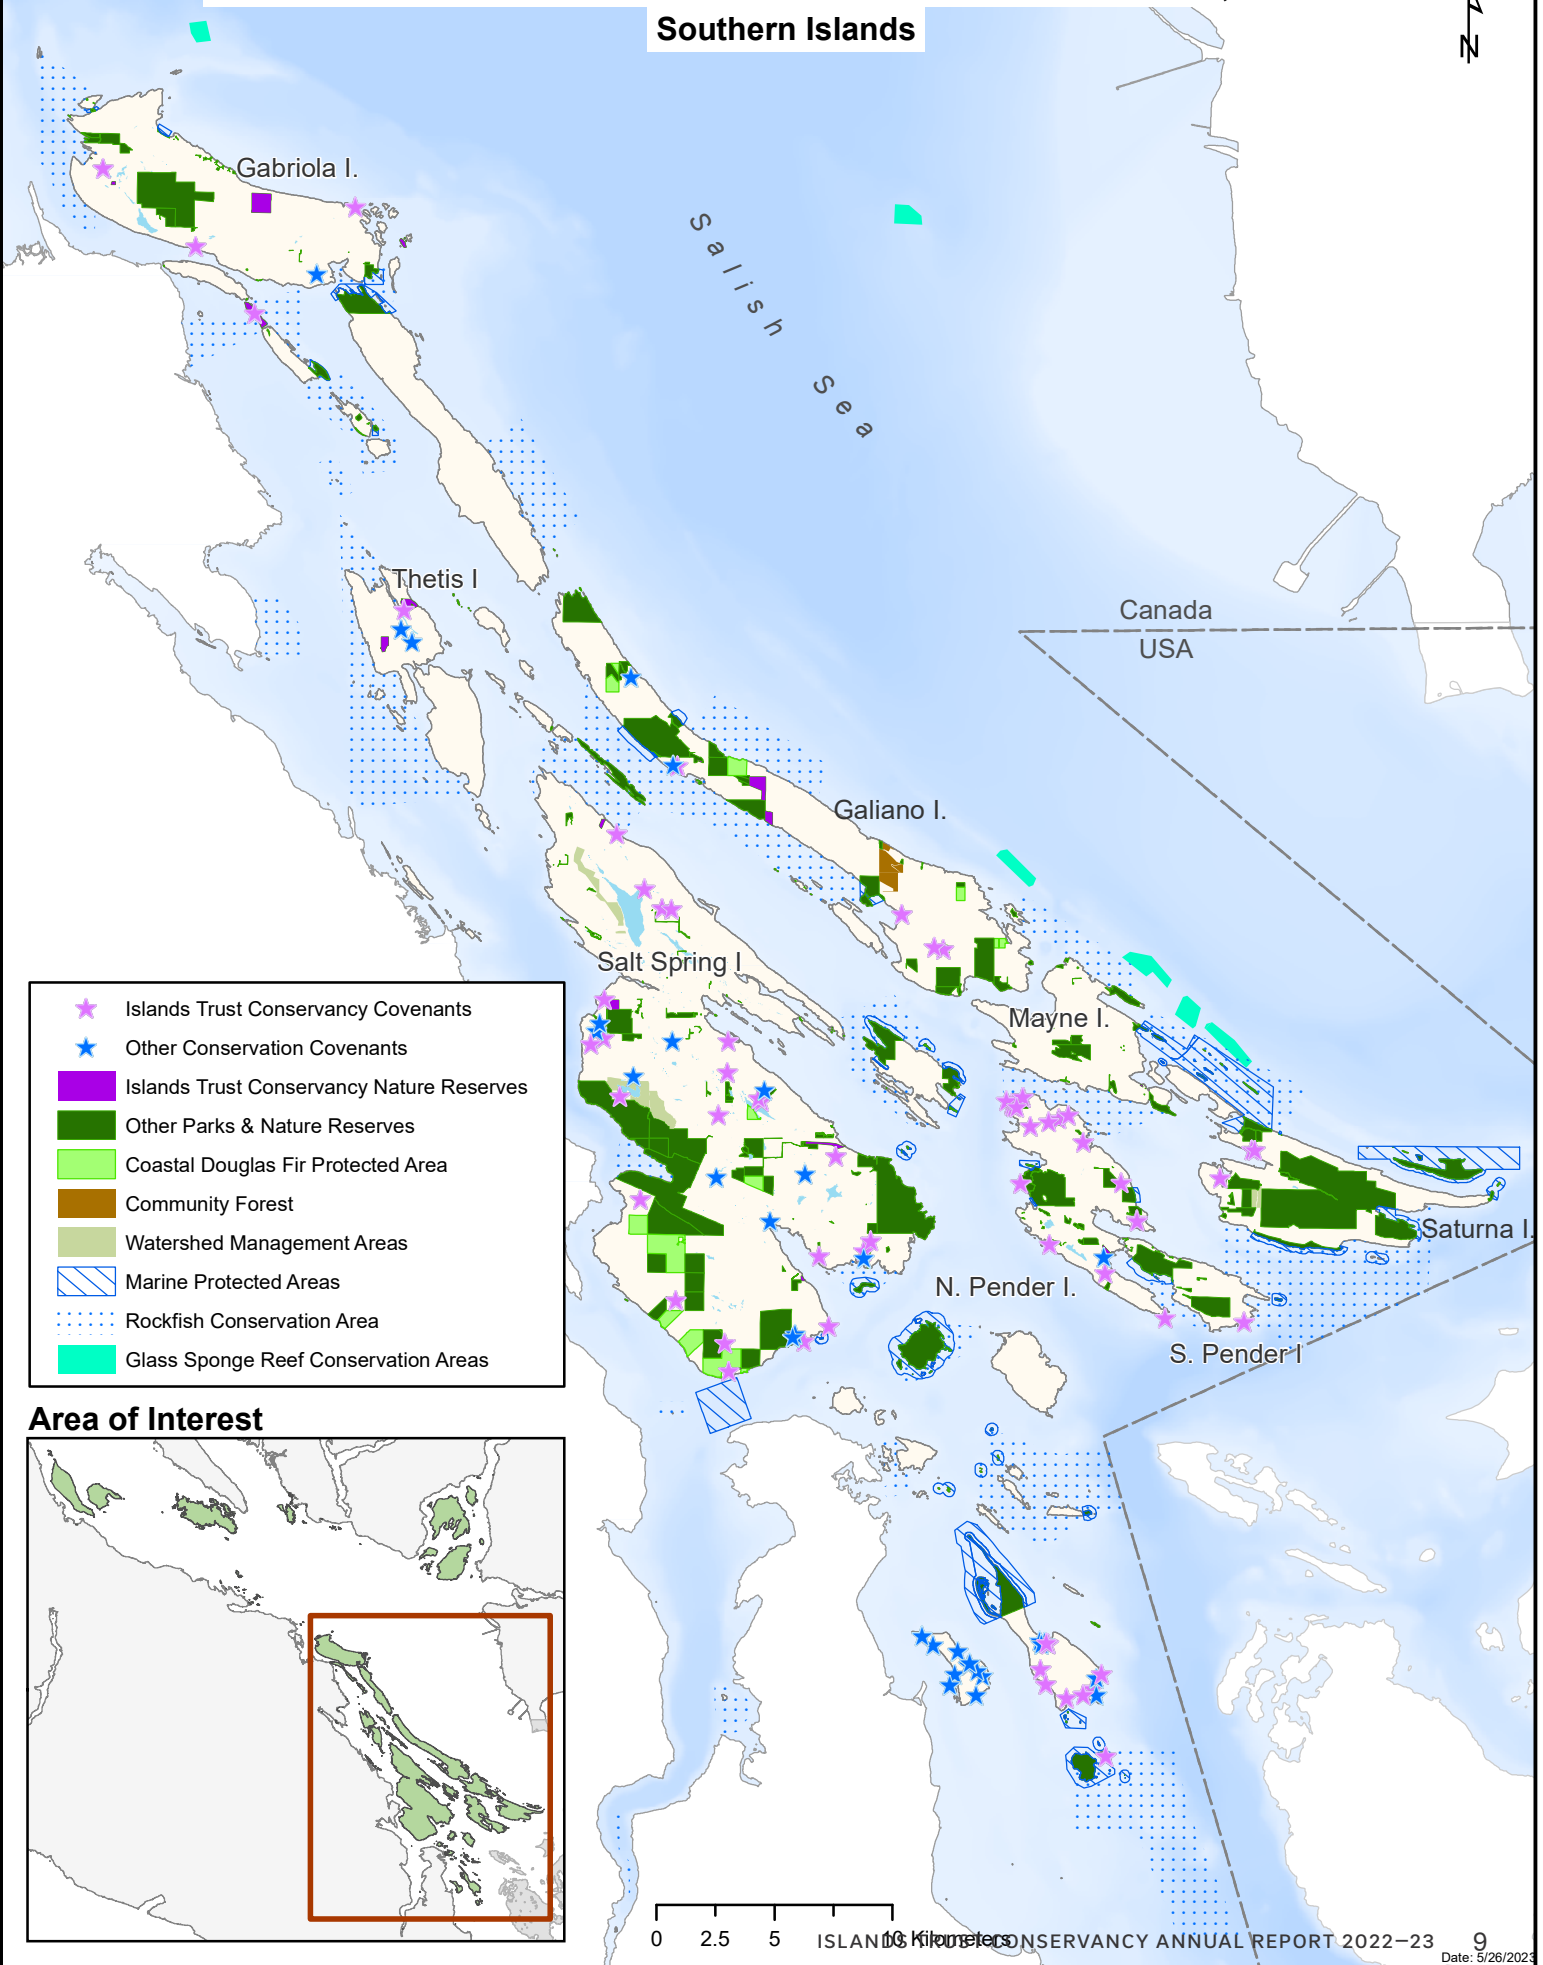 Southern Islands
N
Gabriola I.
Salish Sea
Thetis I
Canada
USA
Galiano I.
Salt Spring I
Mayne I.
Saturna I.
N. Pender I.
S. Pender I
Islands Trust Conservancy Covenants
Other Conservation Covenants
Islands Trust Conservancy Nature Reserves
Other Parks & Nature Reserves
Coastal Douglas Fir Protected Area
Community Forest
Watershed Management Areas
Marine Protected Areas
Rockfish Conservation Area
Glass Sponge Reef Conservation Areas
Area of Interest
0 2.5 5 10 Kilometers
ISLANDS TRUST CONSERVANCY ANNUAL REPORT 2022–23 9
Date: 5/26/2023